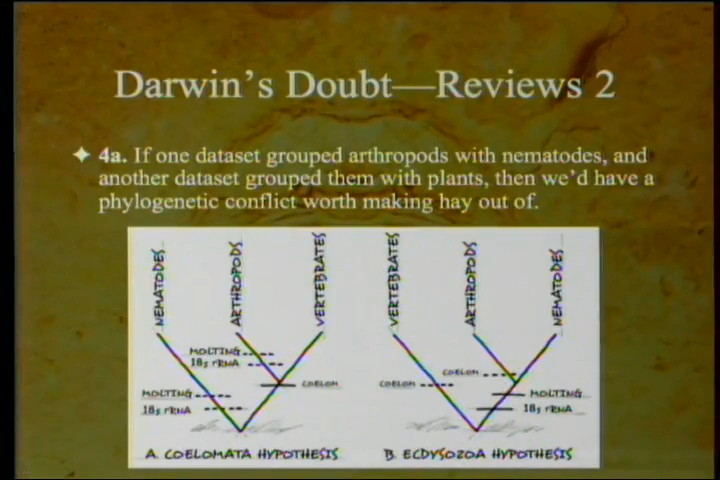 Darwin's Doubt—Reviews 2
4a. If one dataset grouped arthropods with nematodes, and
another dataset grouped them with plants, then we'd have a
phylogenetic conflict worth making hay out of.
NEMATODES
ARTHROPODS
VERTEBRATES
MOLTING
18s rRNA
COELOM
MOLTING
18s rRNA
A. COELOMATA HYPOTHESIS
VERTEBRATES
ARTHROPODS
NEMATODES
COELOM
COELOM
MOLTING
18s rRNA
B. ECDYSOZOA HYPOTHESIS